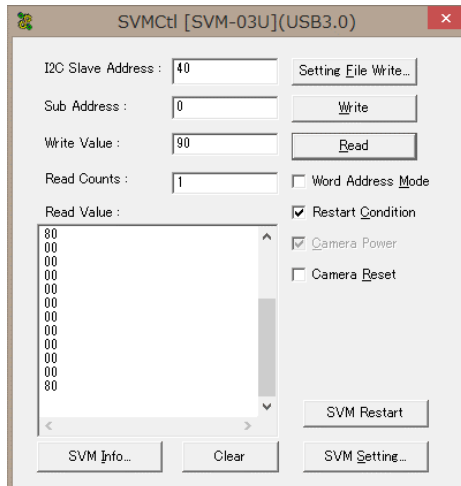 SVMCtl [SVM-03U](USB3.0)
I2C Slave Address : 40 Setting File Write...
Sub Address : 0 Write
Write Value : 90 Read
Read Counts : 1 Word Address Mode
Read Value : Restart Condition
Camera Power
Camera Reset
80
00
00
00
00
00
00
00
00
00
00
80
SVM Restart
SVM Info... Clear SVM Setting...